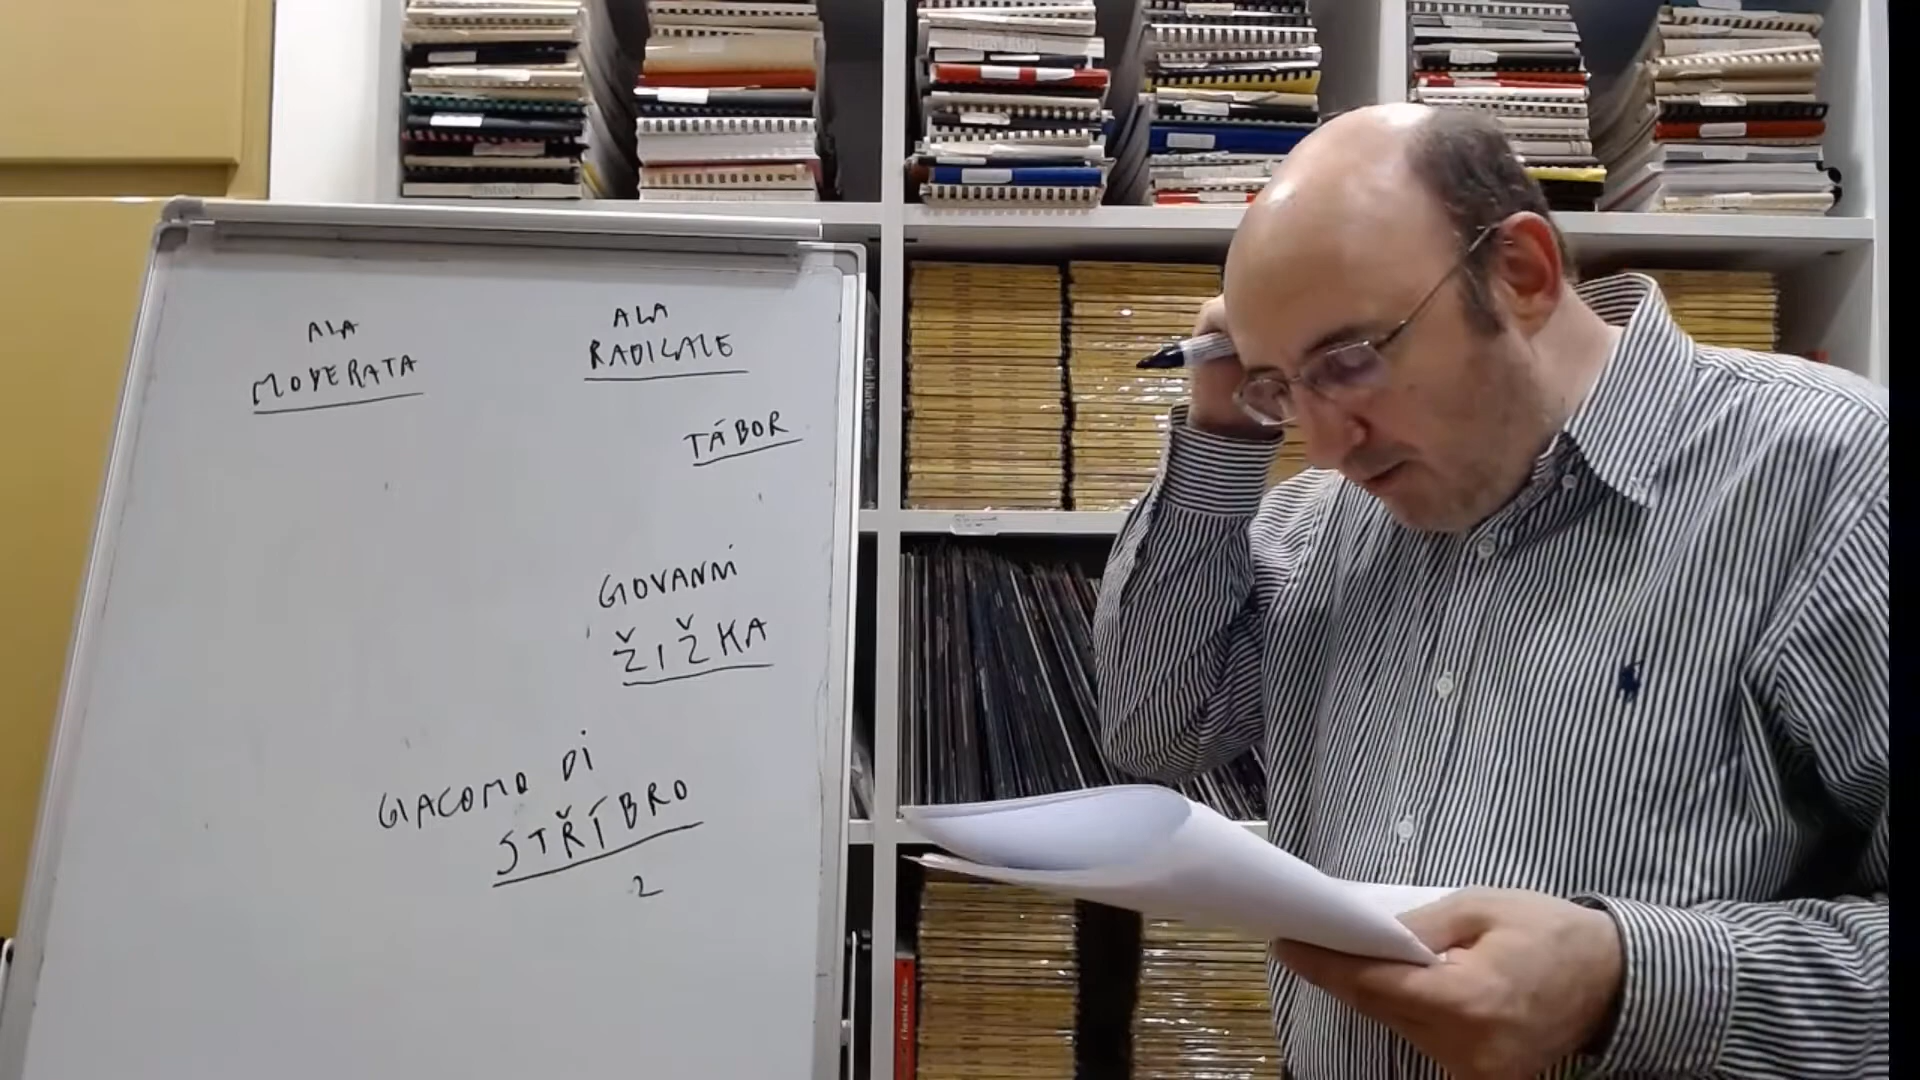 ALA
MODERATA
ALA
RADICALE
TÁBOR
GIOVANNI
ŽIŽKA
GIACOMO DI
STŘÍBRO
2